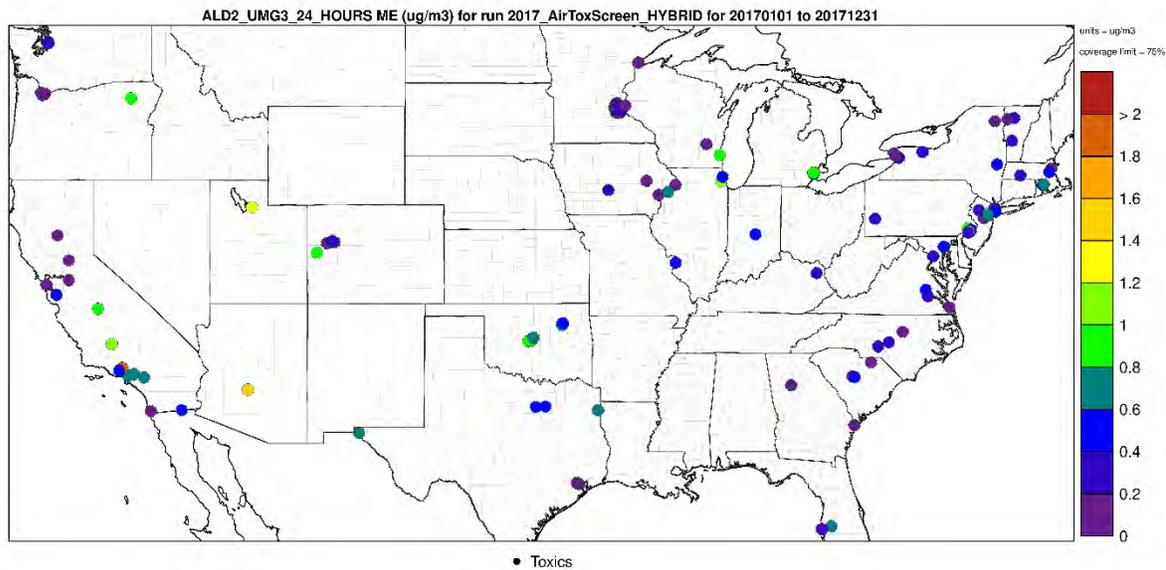 ALD2_UMG3_24_HOURS ME (ug/m3) for run 2017_AirToxScreen_HYBRID for 20170101 to 20171231
units = ug/m3
coverage limit = 75%
> 2
1.8
1.6
1.4
1.2
1
0.8
0.6
0.4
0.2
0
Toxics